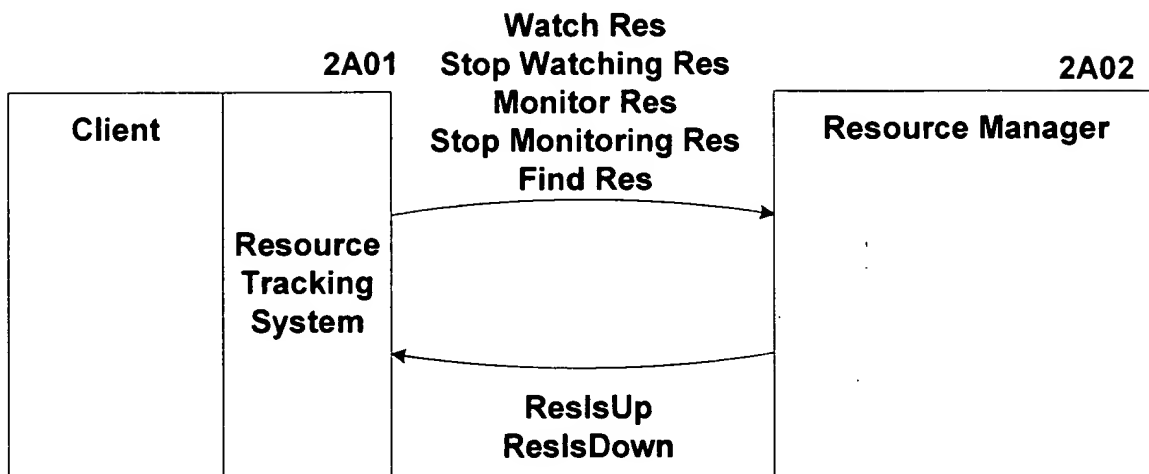 2A01
Client
Resource
Tracking
System
Watch Res
Stop Watching Res
Monitor Res
Stop Monitoring Res
Find Res
ResIsUp
ResIsDown
2A02
Resource Manager